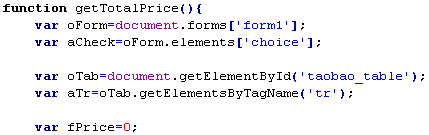 function getTotalPrice(){
var oForm=document.forms['form1'];
var aCheck=oForm.elements['choice'];
var oTab=document.getElementById('taobao_table');
var aTr=oTab.getElementsByTagName('tr');
var fPrice=0;